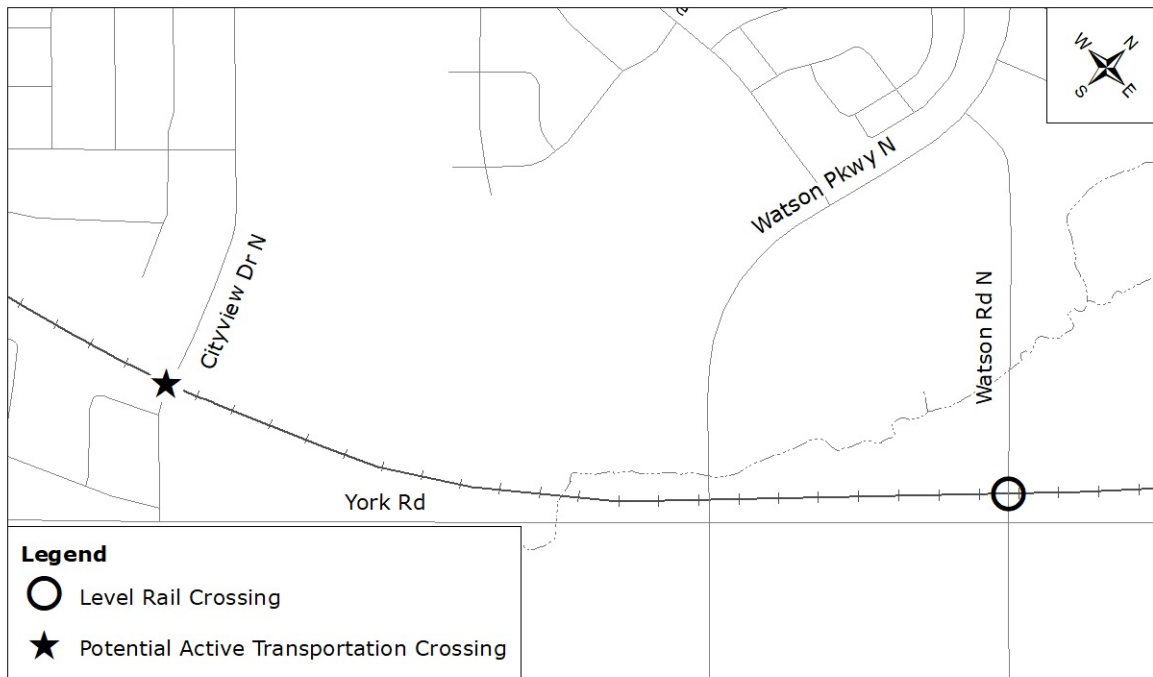 W
N
S
E
Watson Pkwy N
Cityview Dr N
Watson Rd N
York Rd
Legend
Level Rail Crossing
Potential Active Transportation Crossing